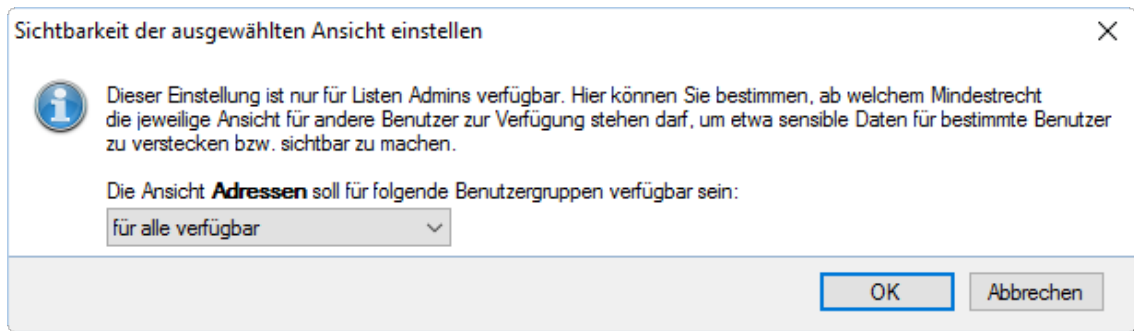 Sichtbarkeit der ausgewählten Ansicht einstellen
Dieser Einstellung ist nur für Listen Admins verfügbar. Hier können Sie bestimmen, ab welchem Mindestrecht
die jeweilige Ansicht für andere Benutzer zur Verfügung stehen darf, um etwa sensible Daten für bestimmte Benutzer
zu verstecken bzw. sichtbar zu machen.
Die Ansicht Adressen soll für folgende Benutzergruppen verfügbar sein:
für alle verfügbar
OK Abbrechen